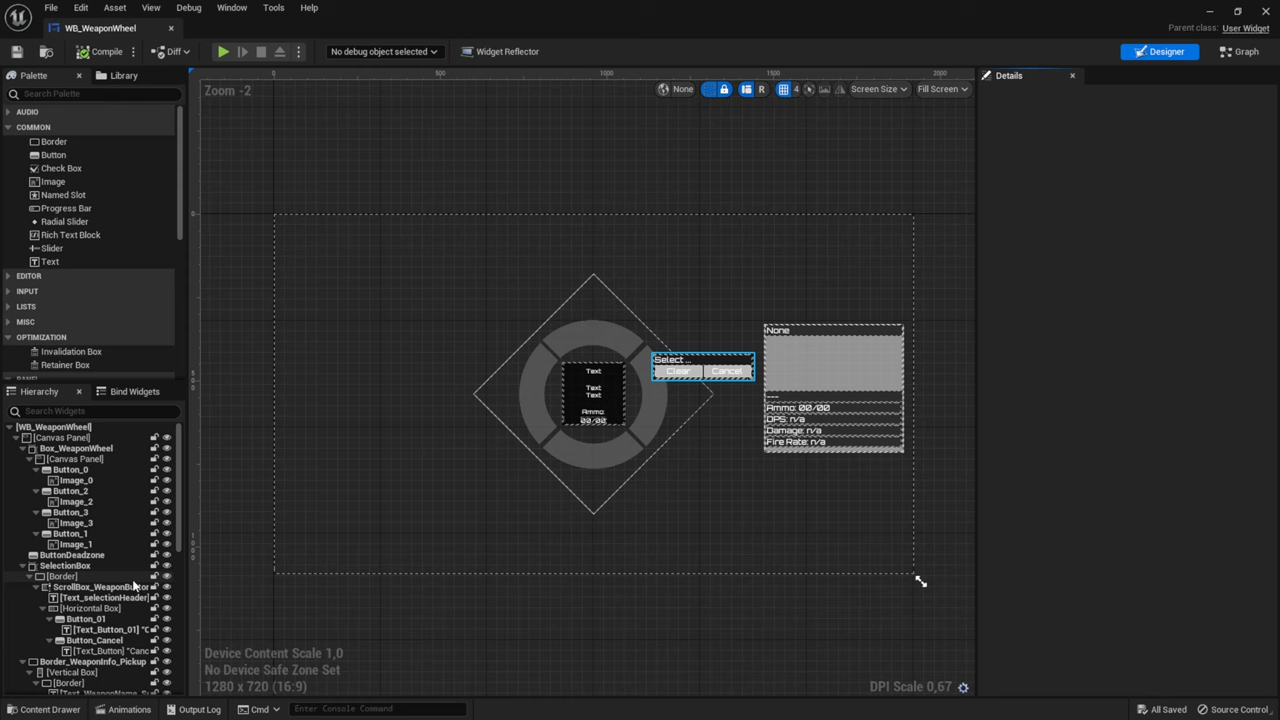 File Edit Asset View Debug Window Tools Help
WB_WeaponWheel
Parent class: User Widget
Compile Diff No debug object selected Widget Reflector Designer Graph
Palette Library Details
Search Palette
0 500 1000 1500 2000
Zoom -2 None R 4 Screen Size Fill Screen
AUDIO
COMMON
Border
Button
Check Box
Image
Named Slot
Progress Bar
Radial Slider
Rich Text Block
Slider
Text
EDITOR
INPUT
LISTS
MISC
OPTIMIZATION
Invalidation Box
Retainer Box
Text
Text
Text
Ammo:
00/00
Select ...
Clear Cancel
None
---
Ammo: 00/00
DPS: n/a
Damage: n/a
Fire Rate: n/a
Hierarchy Bind Widgets
Search Widgets
[WB_WeaponWheel]
[Canvas Panel]
Box_WeaponWheel
[Canvas Panel]
Button_0
Image_0
Button_2
Image_2
Button_3
Image_3
Button_1
Image_1
ButtonDeadzone
SelectionBox
[Border]
ScrollBox_WeaponButton
[Text_selectionHeader]
[Horizontal Box]
Button_01
[Text_Button_01] "C
Button_Cancel
[Text_Button] "Canc
Border_WeaponInfo_Pickup
[Vertical Box]
[Border]
Device Content Scale 1,0
No Device Safe Zone Set
1280 x 720 (16:9)
DPI Scale 0,67
Content Drawer Animations Output Log Cmd Enter Console Command All Saved Source Control